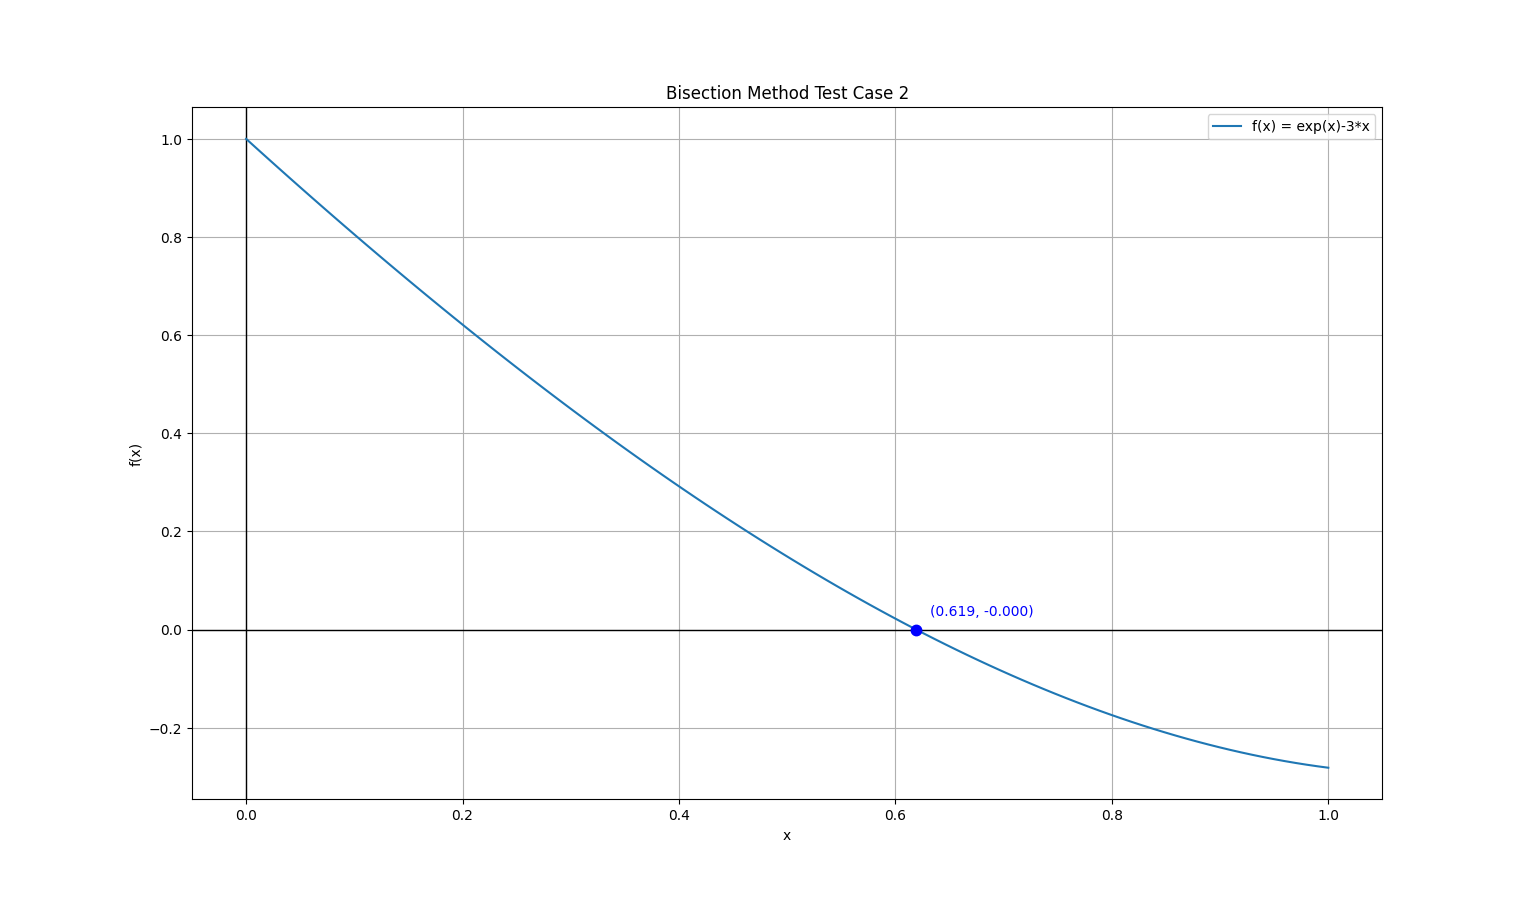 Bisection Method Test Case 2
f(x) = exp(x)-3*x
1.0
0.8
0.6
0.4
0.2
0.0
−0.2
f(x)
(0.619, -0.000)
0.0 0.2 0.4 0.6 0.8 1.0
x